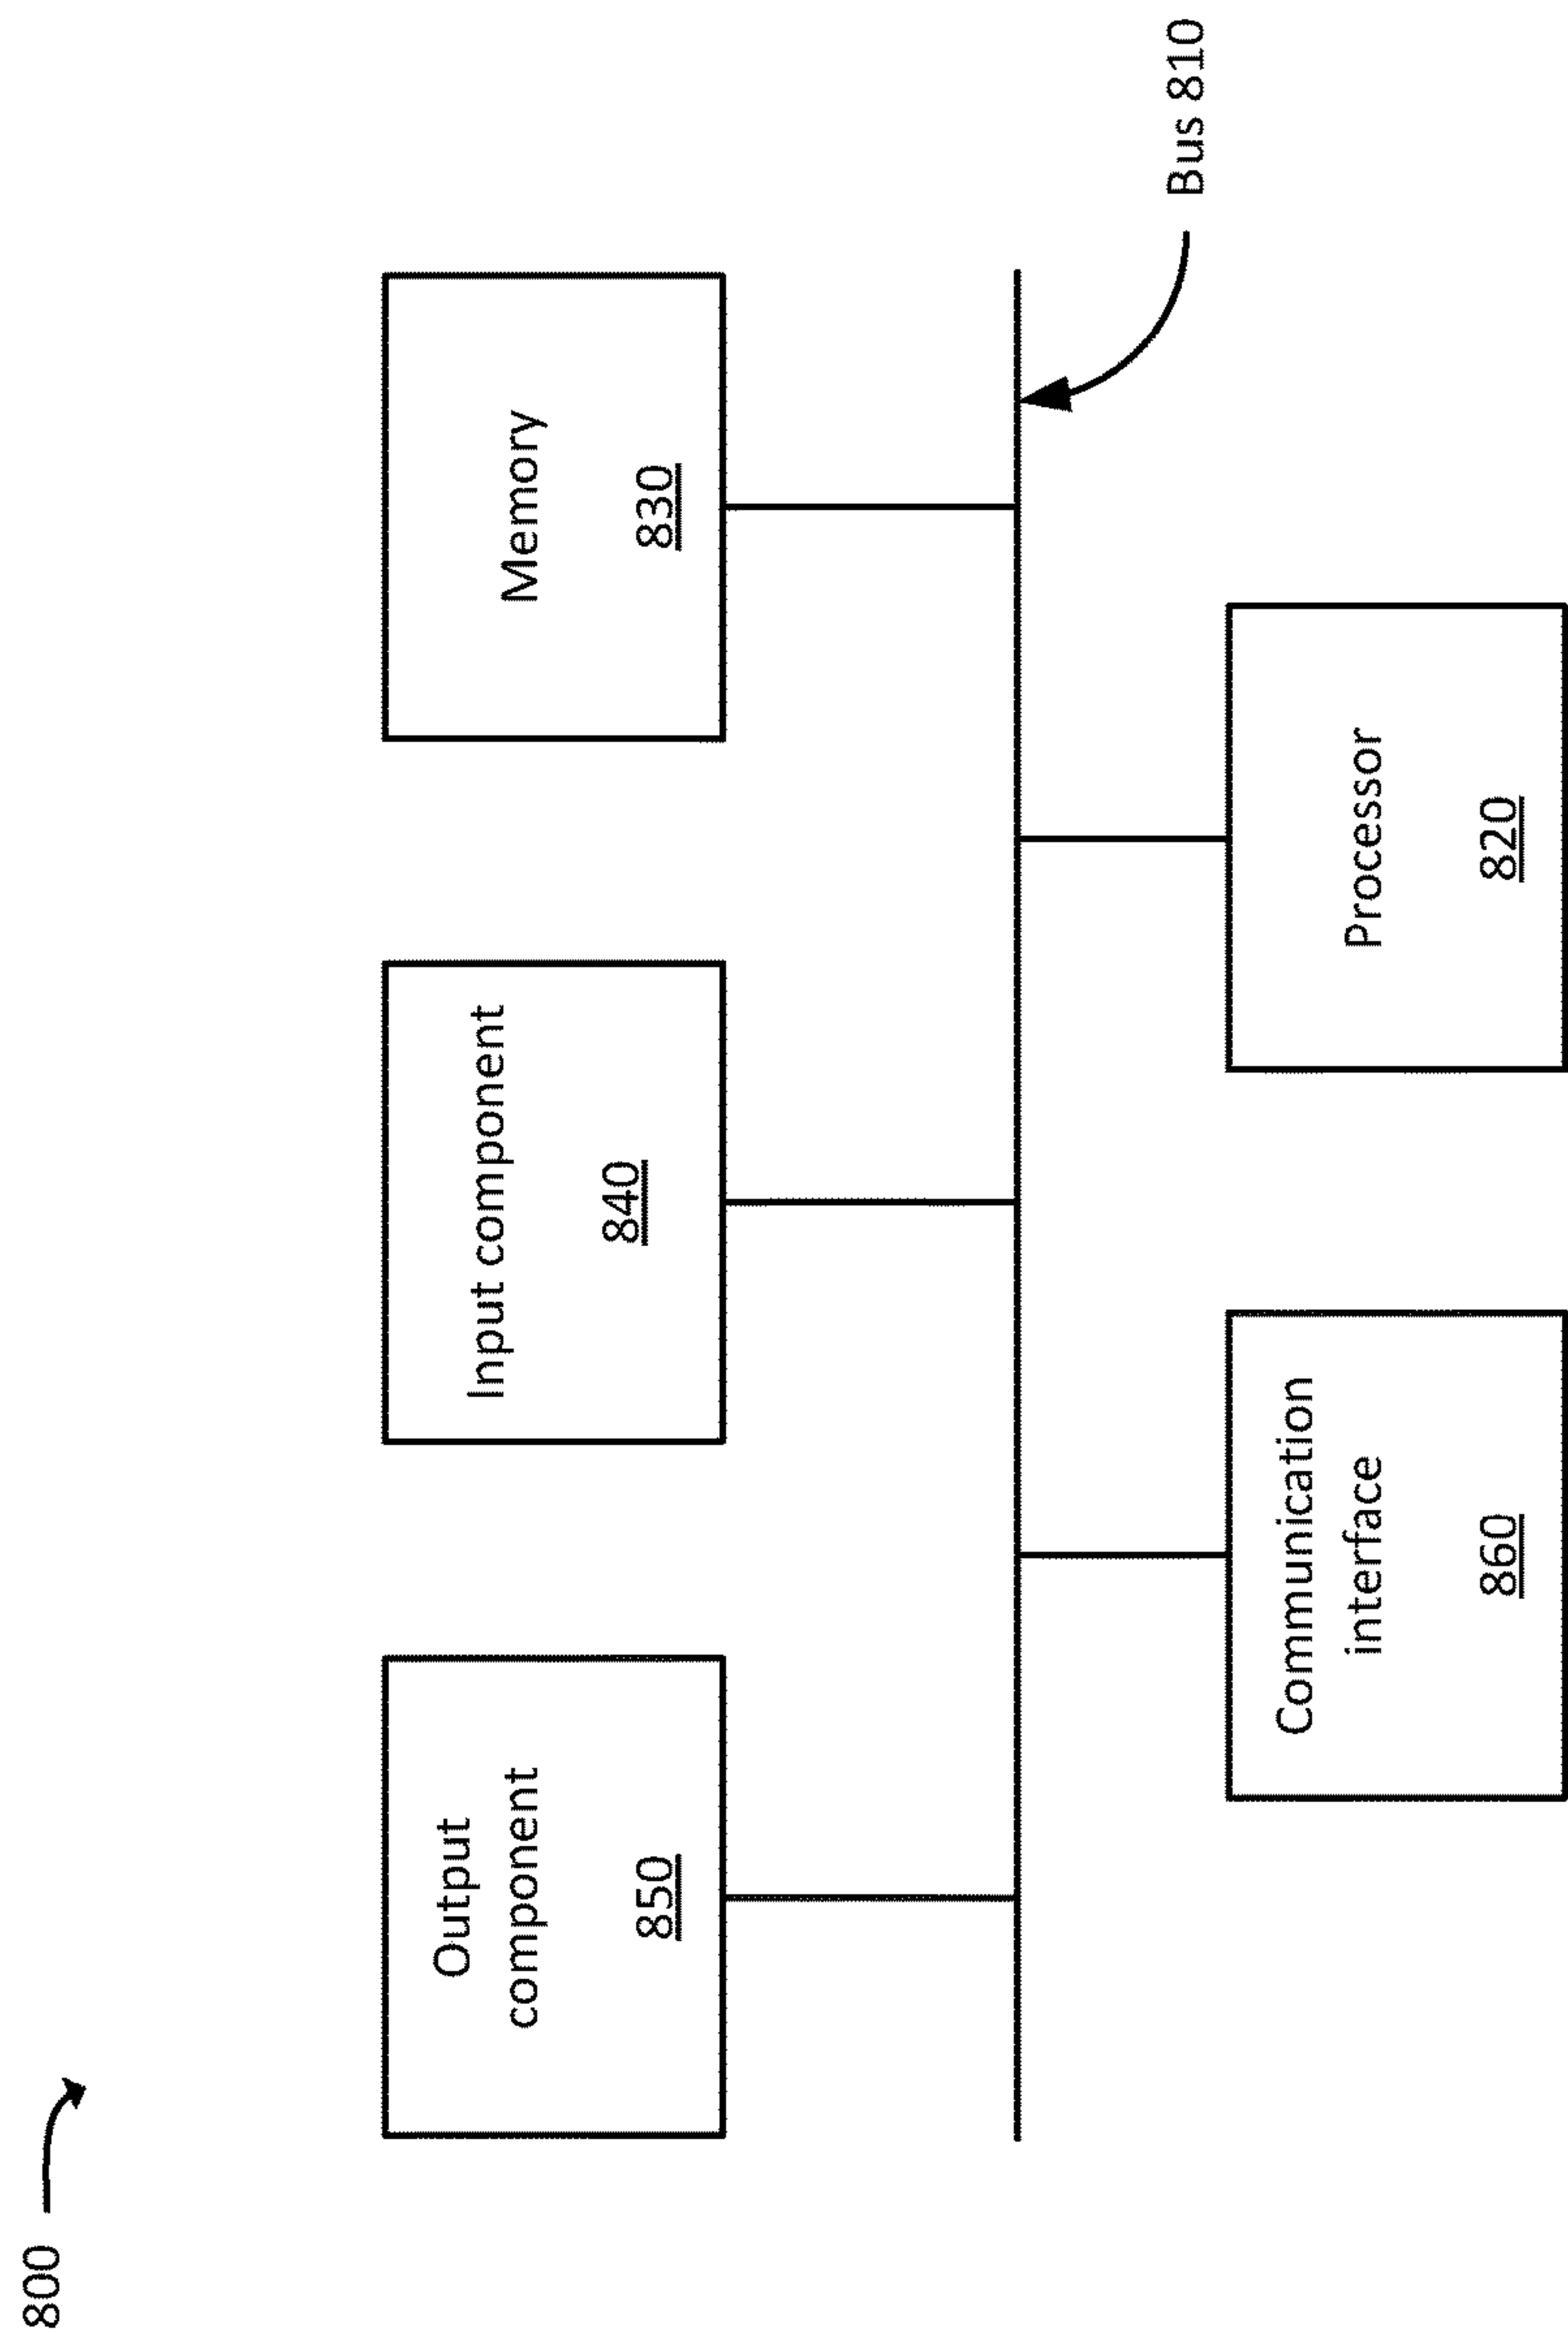 800
Output
component
850
Input component
840
Memory
830
Bus 810
Communication
interface
860
Processor
820